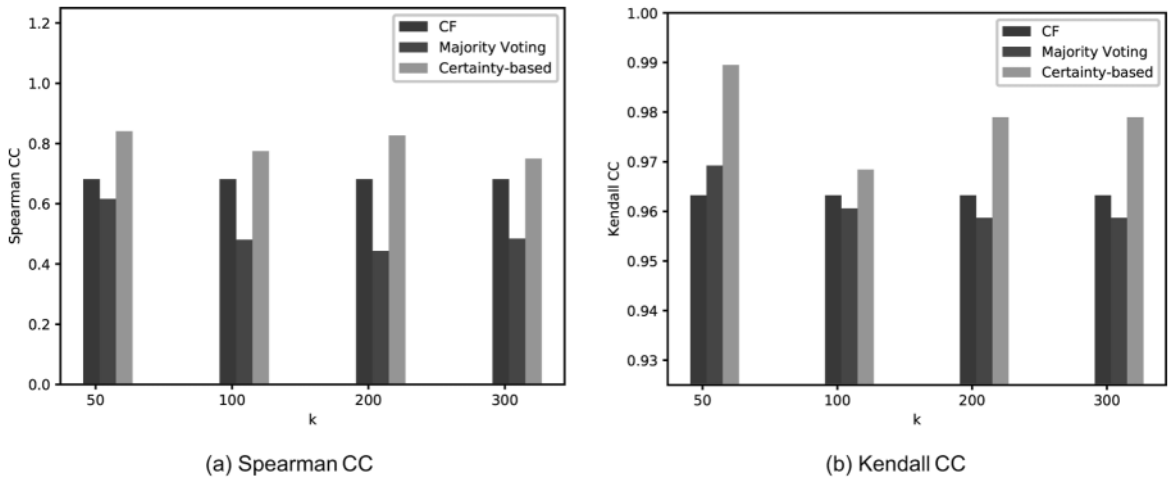 1.2
1.0
0.8
0.6
0.4
0.2
0.0
Spearman CC
CF
Majority Voting
Certainty-based
50 100 200 300
k
(a) Spearman CC
1.00
0.99
0.98
0.97
0.96
0.95
0.94
0.93
Kendall CC
CF
Majority Voting
Certainty-based
50 100 200 300
k
(b) Kendall CC